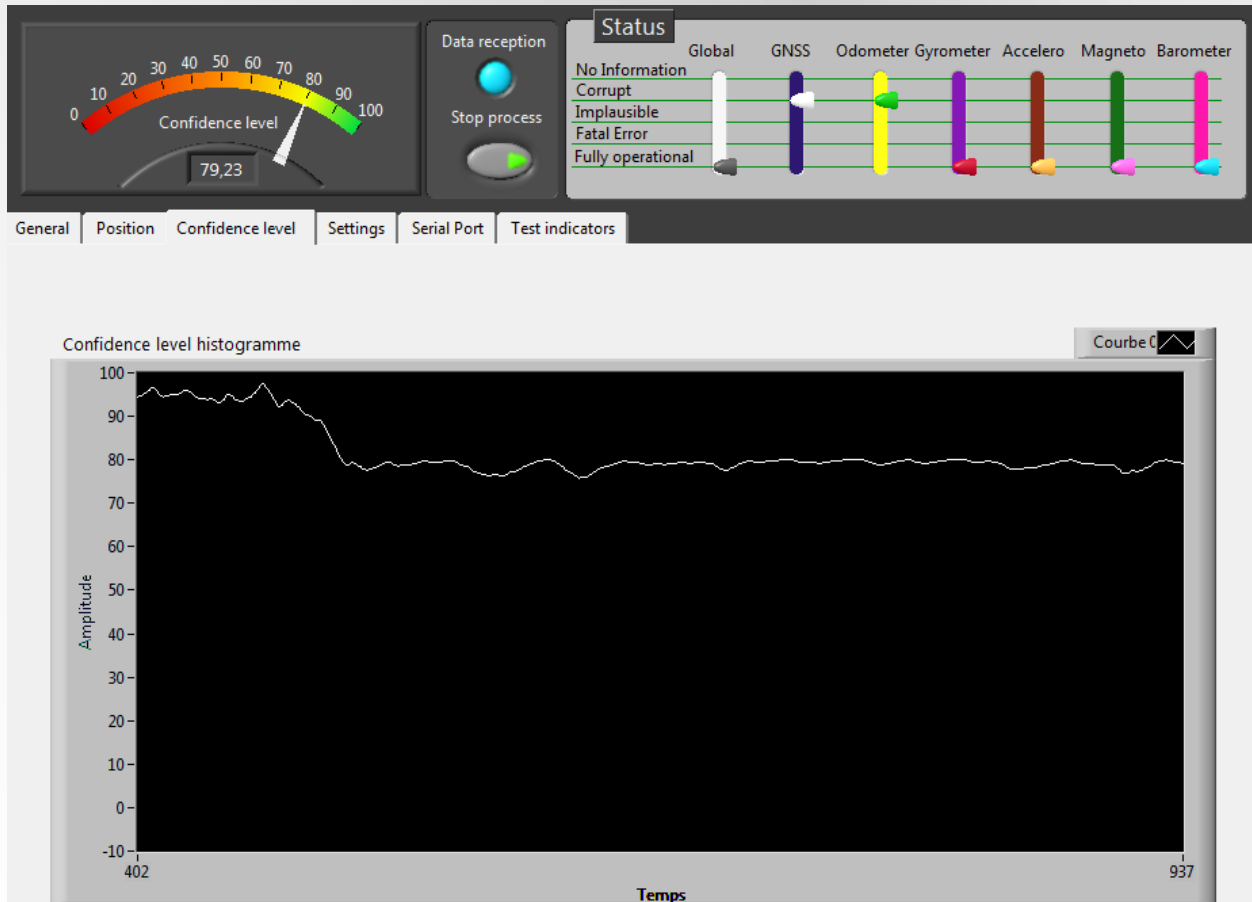 0 10 20 30 40 50 60 70 80 90 100
Confidence level
79,23
Data reception
Stop process
Status
Global GNSS Odometer Gyrometer Accelero Magneto Barometer
No Information
Corrupt
Implausible
Fatal Error
Fully operational
General Position Confidence level Settings Serial Port Test indicators
Confidence level histogramme
Courbe 0
100
90
80
70
60
50
40
30
20
10
0
-10
Amplitude
402 937
Temps